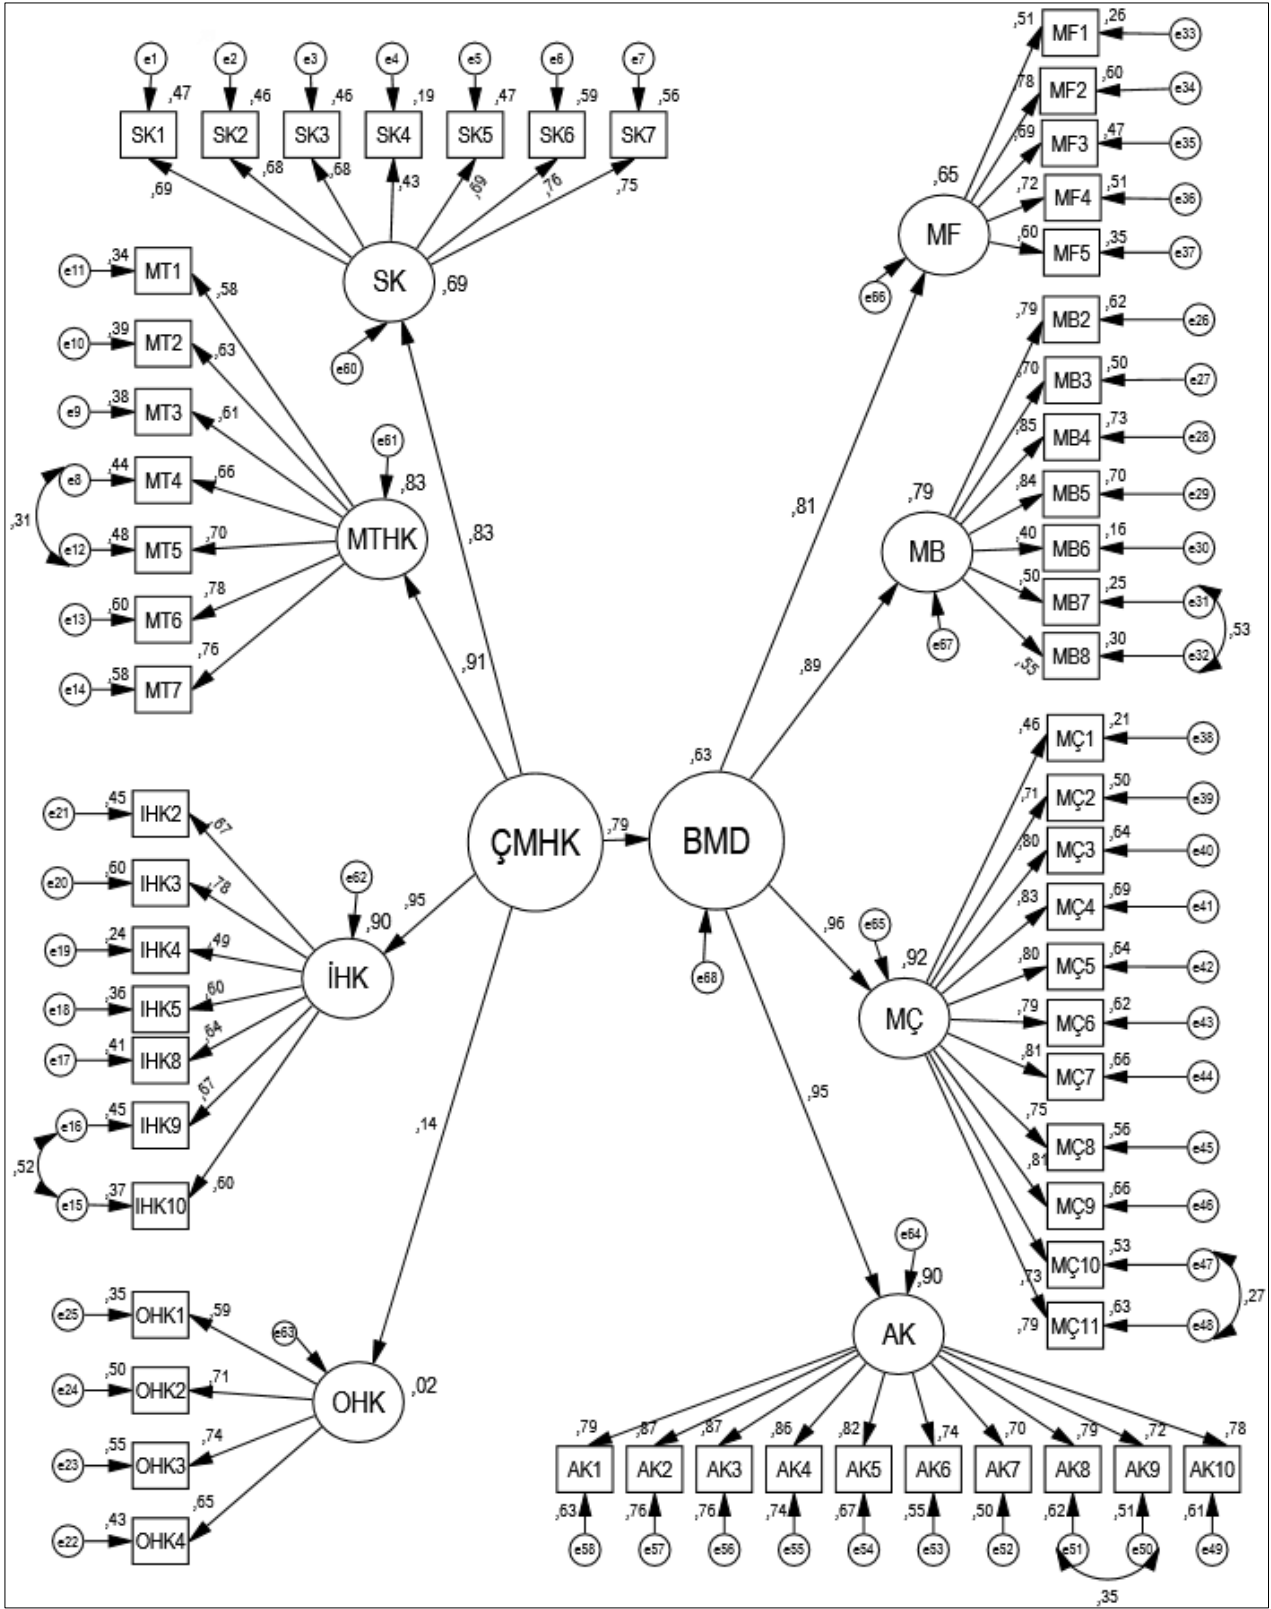 e1 e2 e3 e4 e5 e6 e7
,47 ,46 ,46 ,19 ,47 ,59 ,56
SK1 SK2 SK3 SK4 SK5 SK6 SK7
,69 ,68 ,68 ,43 ,69 ,76 ,75
SK ,69
e60
e11 ,34 MT1 ,58
e10 ,39 MT2 ,63
e9 ,38 MT3 ,61
e8 ,44 MT4 ,66
,31
e12 ,48 MT5 ,70
e13 ,60 MT6 ,78
e14 ,58 MT7 ,76
e61
,83
MTHK
,83
,91
ÇMHK
,79
e21 ,45 IHK2 ,67
e20 ,60 IHK3 ,78
e19 ,24 IHK4 ,49
e18 ,36 IHK5 ,60
e17 ,41 IHK8 ,64
e16 ,45 IHK9 ,67
,52
e15 ,37 IHK10 ,60
e62
,90
İHK
,95
,14
e25 ,35 OHK1 ,59
e24 ,50 OHK2 ,71
e23 ,55 OHK3 ,74
e22 ,43 OHK4 ,65
e63
OHK ,02
,51 MF1 ,26 e33
,78 MF2 ,60 e34
,69 MF3 ,47 e35
,72 MF4 ,51 e36
,60 MF5 ,35 e37
,65
MF
e66
,81
,79 MB2 ,62 e26
,70 MB3 ,50 e27
,85 MB4 ,73 e28
,84 MB5 ,70 e29
,40 MB6 ,16 e30
,50 MB7 ,25 e31
,53
,55 MB8 ,30 e32
,79
MB
e67
,89
,63
BMD
e68
,96
,95
,46 MÇ1 ,21 e38
,71 MÇ2 ,50 e39
,80 MÇ3 ,64 e40
,83 MÇ4 ,69 e41
,80 MÇ5 ,64 e42
,79 MÇ6 ,62 e43
,81 MÇ7 ,66 e44
,75 MÇ8 ,56 e45
,81 MÇ9 ,66 e46
,73 MÇ10 ,53 e47
,27
,79 MÇ11 ,63 e48
e65
,92
MÇ
e64
,90
AK
,79 ,87 ,87 ,86 ,82 ,74 ,70 ,79 ,72 ,78
AK1 AK2 AK3 AK4 AK5 AK6 AK7 AK8 AK9 AK10
,63 ,76 ,76 ,74 ,67 ,55 ,50 ,62 ,51 ,61
e58 e57 e56 e55 e54 e53 e52 e51 e50 e49
,35